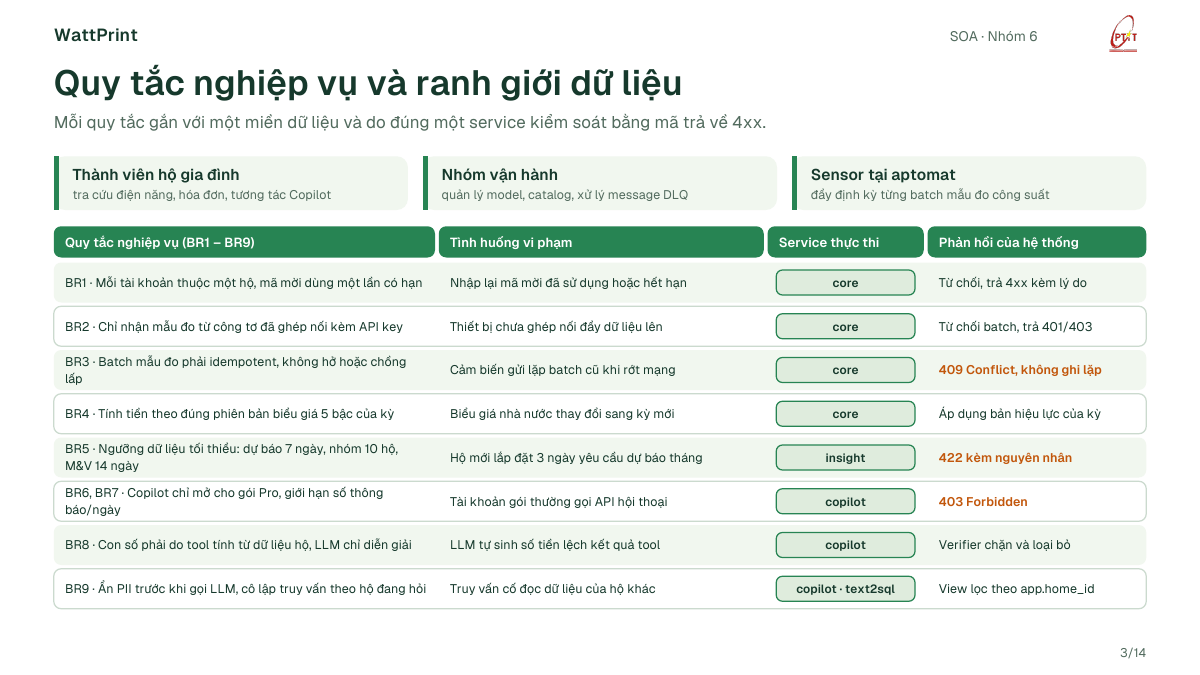 WattPrint
SOA · Nhóm 6
PTIT
Quy tắc nghiệp vụ và ranh giới dữ liệu
Mỗi quy tắc gắn với một miền dữ liệu và do đúng một service kiểm soát bằng mã trả về 4xx.
Thành viên hộ gia đình
tra cứu điện năng, hóa đơn, tương tác Copilot
Nhóm vận hành
quản lý model, catalog, xử lý message DLQ
Sensor tại aptomat
đẩy định kỳ từng batch mẫu đo công suất
Quy tắc nghiệp vụ (BR1 – BR9)
Tình huống vi phạm
Service thực thi
Phản hồi của hệ thống
BR1 · Mỗi tài khoản thuộc một hộ, mã mời dùng một lần có hạn
Nhập lại mã mời đã sử dụng hoặc hết hạn
core
Từ chối, trả 4xx kèm lý do
BR2 · Chỉ nhận mẫu đo từ công tơ đã ghép nối kèm API key
Thiết bị chưa ghép nối đẩy dữ liệu lên
core
Từ chối batch, trả 401/403
BR3 · Batch mẫu đo phải idempotent, không hở hoặc chồng
lấp
Cảm biến gửi lặp batch cũ khi rớt mạng
core
409 Conflict, không ghi lặp
BR4 · Tính tiền theo đúng phiên bản biểu giá 5 bậc của kỳ
Biểu giá nhà nước thay đổi sang kỳ mới
core
Áp dụng bản hiệu lực của kỳ
BR5 · Ngưỡng dữ liệu tối thiểu: dự báo 7 ngày, nhóm 10 hộ,
M&V 14 ngày
Hộ mới lắp đặt 3 ngày yêu cầu dự báo tháng
insight
422 kèm nguyên nhân
BR6, BR7 · Copilot chỉ mở cho gói Pro, giới hạn số thông
báo/ngày
Tài khoản gói thường gọi API hội thoại
copilot
403 Forbidden
BR8 · Con số phải do tool tính từ dữ liệu hộ, LLM chỉ diễn giải
LLM tự sinh số tiền lệch kết quả tool
copilot
Verifier chặn và loại bỏ
BR9 · Ẩn PII trước khi gọi LLM, cô lập truy vấn theo hộ đang hỏi
Truy vấn cố đọc dữ liệu của hộ khác
copilot · text2sql
View lọc theo app.home_id
3/14